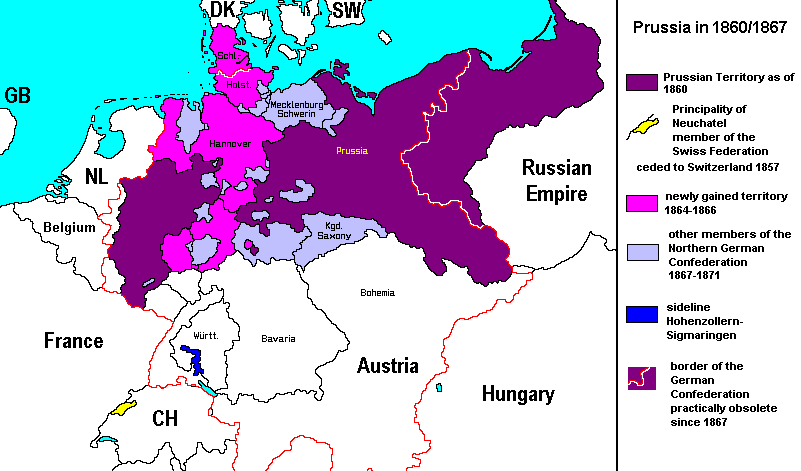 DK
SW
Schl.
Holst.
GB
Mecklenburg
Schwerin
Hannover
Prussia
NL
Russian
Empire
Belgium
Kgd.
Saxony
Bohemia
France
Württ.
Bavaria
Austria
Hungary
CH
Prussia in 1860/1867
Prussian Territory as of
1860
Principality of
Neuchatel
member of the
Swiss Federation
ceded to Switzerland 1857
newly gained territory
1864-1866
other members of the
Northern German
Confederation
1867-1871
sideline
Hohenzollern-
Sigmaringen
border of the
German
Confederation
practically obsolete
since 1867